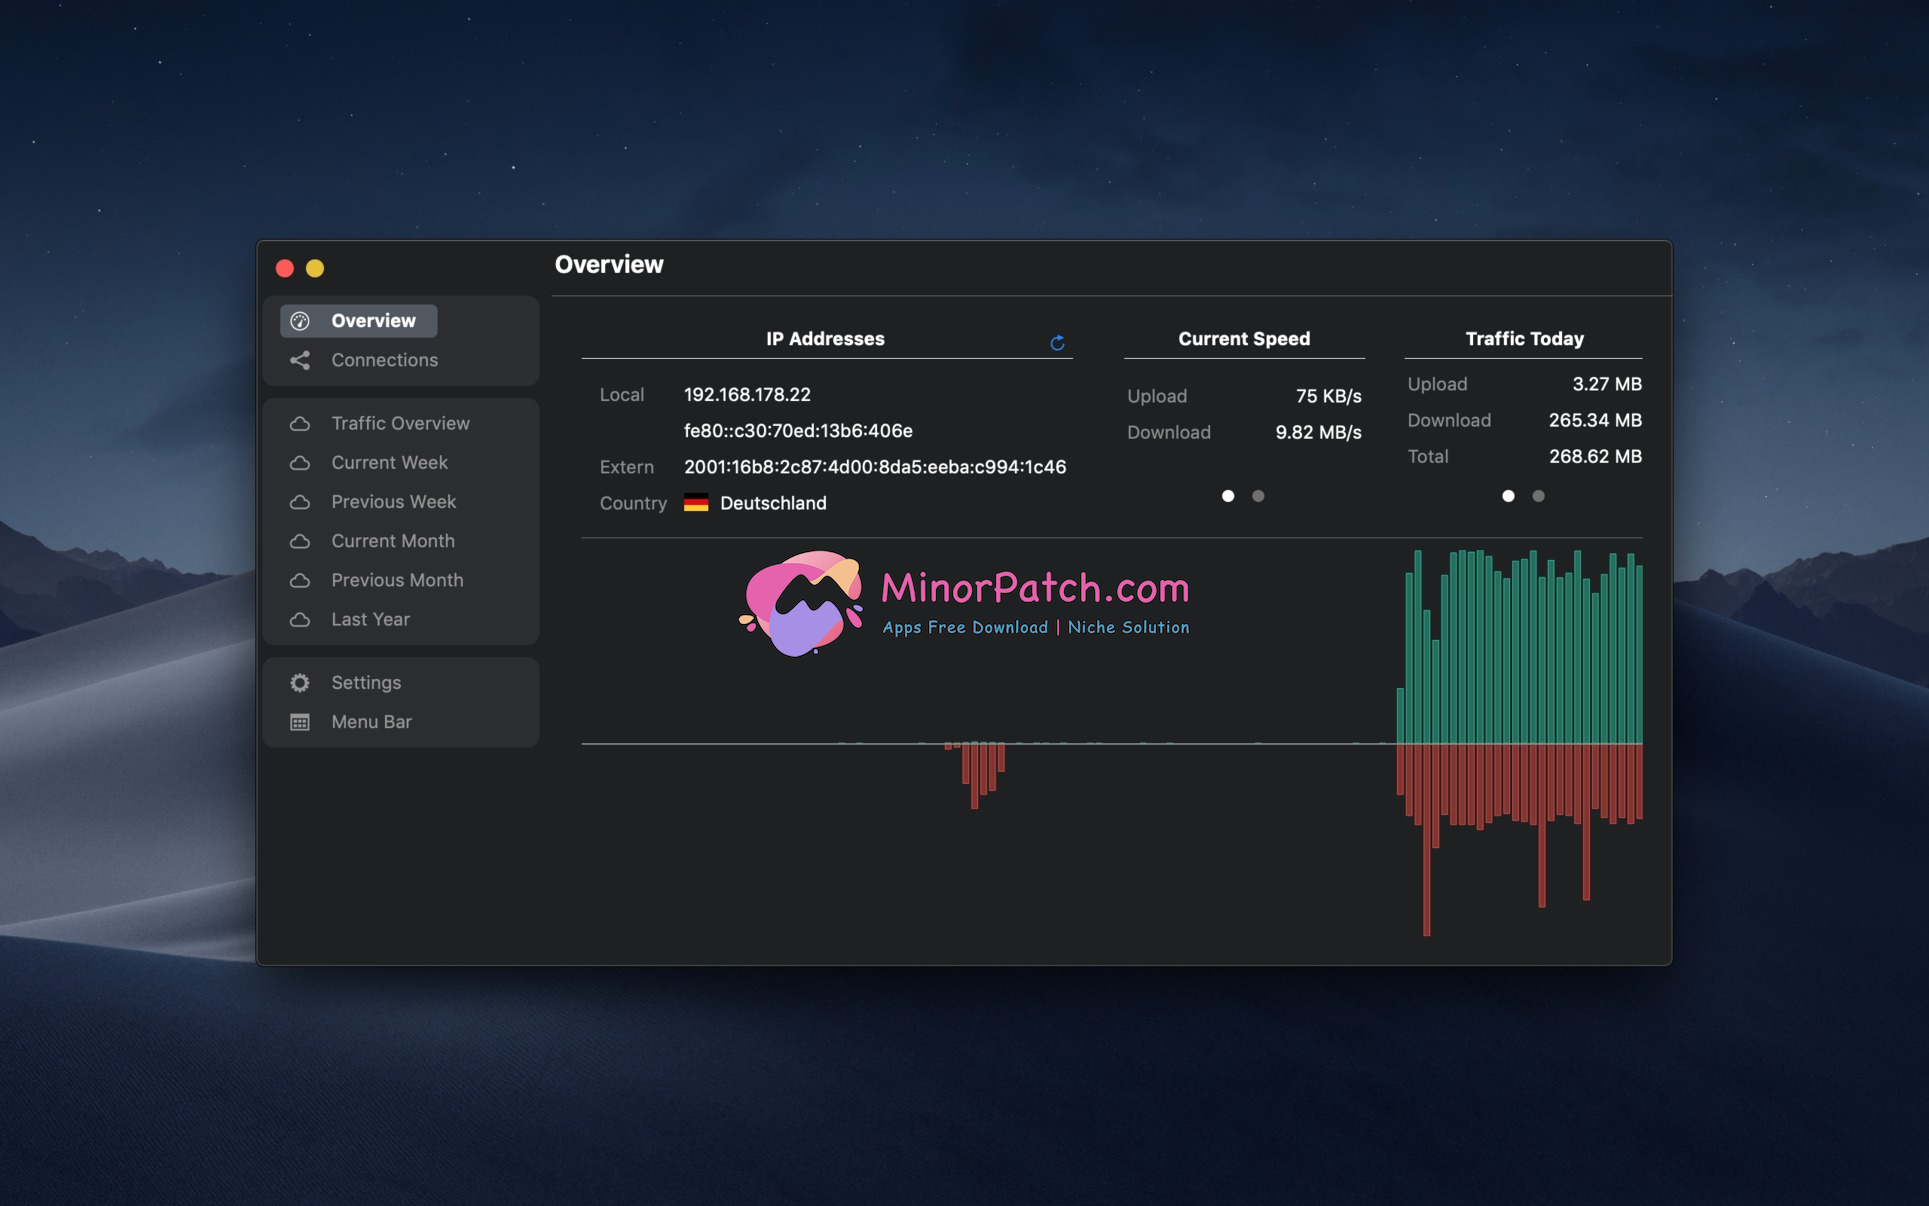 Overview
Overview
Connections
Traffic Overview
Current Week
Previous Week
Current Month
Previous Month
Last Year
Settings
Menu Bar
IP Addresses
Local 192.168.178.22
fe80::c30:70ed:13b6:406e
Extern 2001:16b8:2c87:4d00:8da5:eeba:c994:1c46
Country Deutschland
Current Speed
Upload 75 KB/s
Download 9.82 MB/s
Traffic Today
Upload 3.27 MB
Download 265.34 MB
Total 268.62 MB
MinorPatch.com
Apps Free Download | Niche Solution